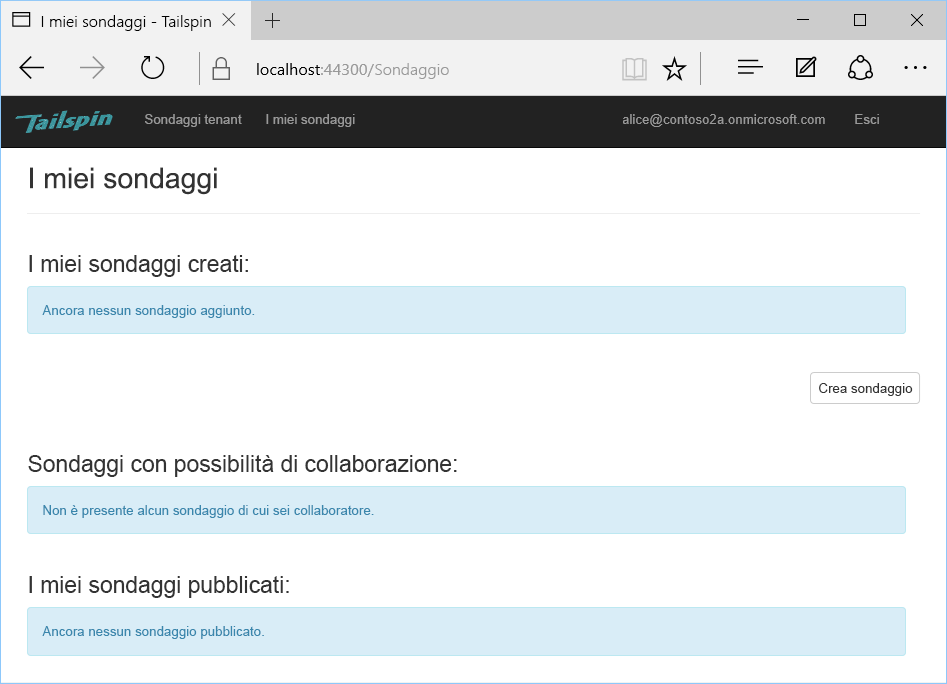 I miei sondaggi - Tailspin
localhost:44300/Sondaggio
Tailspin Sondaggi tenant I miei sondaggi alice@contoso2a.onmicrosoft.com Esci
I miei sondaggi
I miei sondaggi creati:
Ancora nessun sondaggio aggiunto.
Crea sondaggio
Sondaggi con possibilità di collaborazione:
Non è presente alcun sondaggio di cui sei collaboratore.
I miei sondaggi pubblicati:
Ancora nessun sondaggio pubblicato.